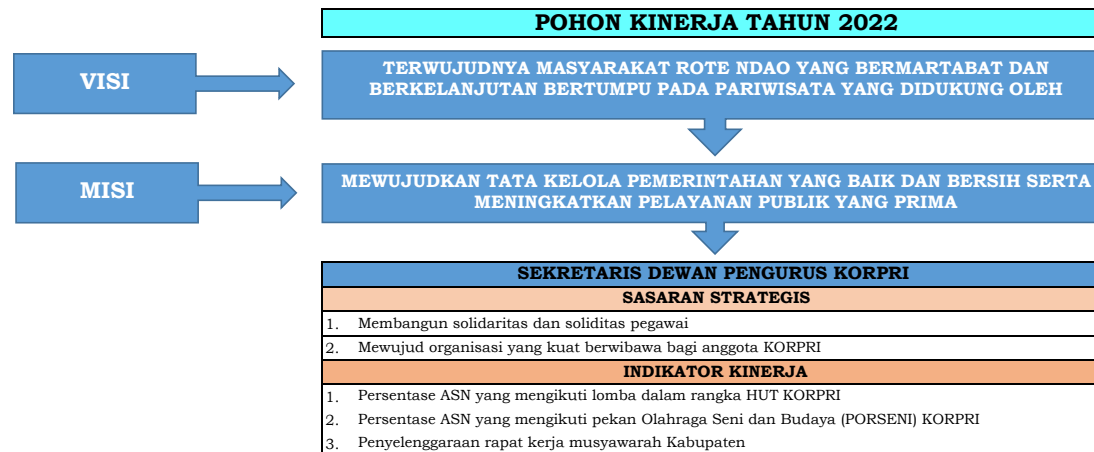 POHON KINERJA TAHUN 2022
VISI
TERWUJUDNYA MASYARAKAT ROTE NDAO YANG BERMARTABAT DAN
BERKELANJUTAN BERTUMPU PADA PARIWISATA YANG DIDUKUNG OLEH
MISI
MEWUJUDKAN TATA KELOLA PEMERINTAHAN YANG BAIK DAN BERSIH SERTA
MENINGKATKAN PELAYANAN PUBLIK YANG PRIMA
SEKRETARIS DEWAN PENGURUS KORPRI
SASARAN STRATEGIS
1. Membangun solidaritas dan soliditas pegawai
2. Mewujud organisasi yang kuat berwibawa bagi anggota KORPRI
INDIKATOR KINERJA
1. Persentase ASN yang mengikuti lomba dalam rangka HUT KORPRI
2. Persentase ASN yang mengikuti pekan Olahraga Seni dan Budaya (PORSENI) KORPRI
3. Penyelenggaraan rapat kerja musyawarah Kabupaten